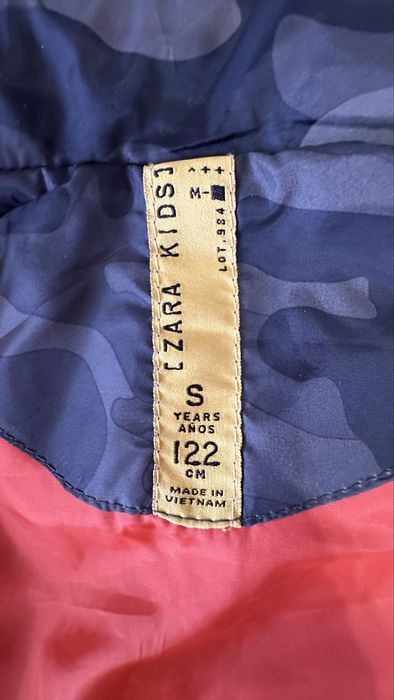 [ZARA KIDS]
^++
M-■
LOT.984
S
YEARS
AÑOS
122
CM
MADE IN
VIETNAM